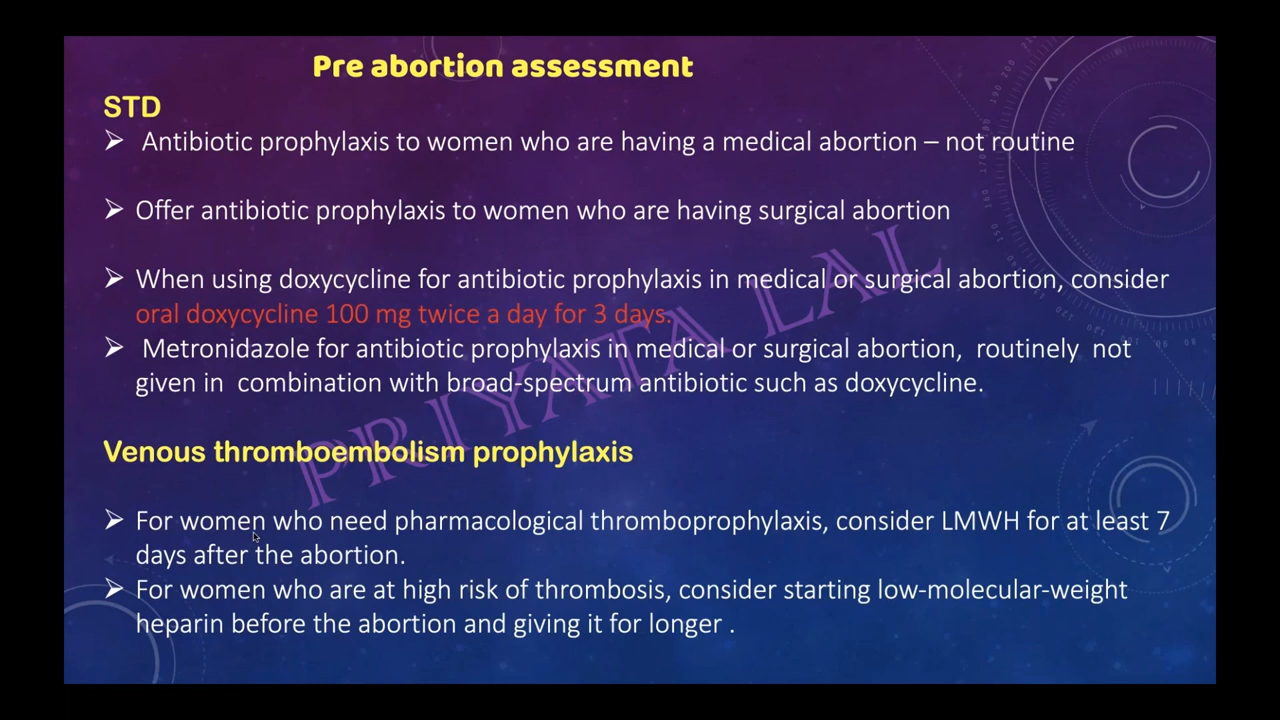 Pre abortion assessment
STD
➢ Antibiotic prophylaxis to women who are having a medical abortion – not routine
➢ Offer antibiotic prophylaxis to women who are having surgical abortion
➢ When using doxycycline for antibiotic prophylaxis in medical or surgical abortion, consider
oral doxycycline 100 mg twice a day for 3 days.
➢ Metronidazole for antibiotic prophylaxis in medical or surgical abortion, routinely not
given in combination with broad-spectrum antibiotic such as doxycycline.
PRIYATA LAL
Venous thromboembolism prophylaxis
➢ For women who need pharmacological thromboprophylaxis, consider LMWH for at least 7
days after the abortion.
➢ For women who are at high risk of thrombosis, consider starting low-molecular-weight
heparin before the abortion and giving it for longer .